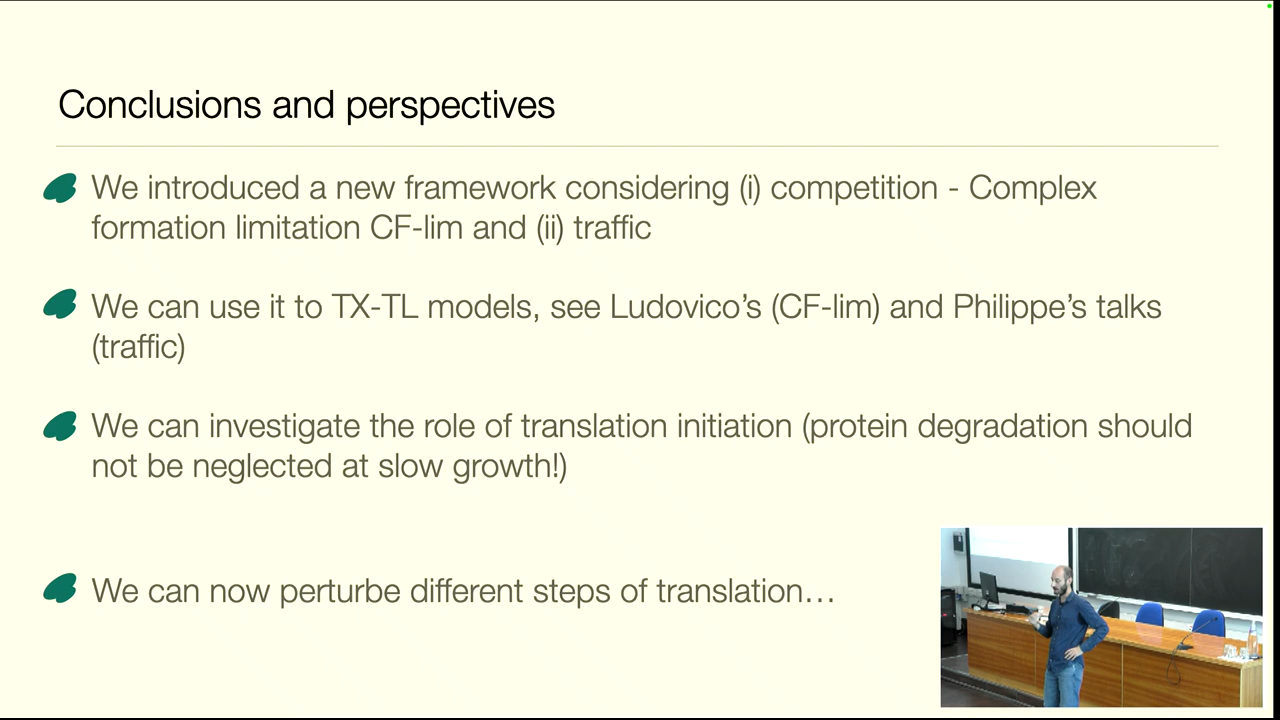 Conclusions and perspectives
We introduced a new framework considering (i) competition - Complex
formation limitation CF-lim and (ii) traffic
We can use it to TX-TL models, see Ludovico’s (CF-lim) and Philippe’s talks
(traffic)
We can investigate the role of translation initiation (protein degradation should
not be neglected at slow growth!)
We can now perturbe different steps of translation…